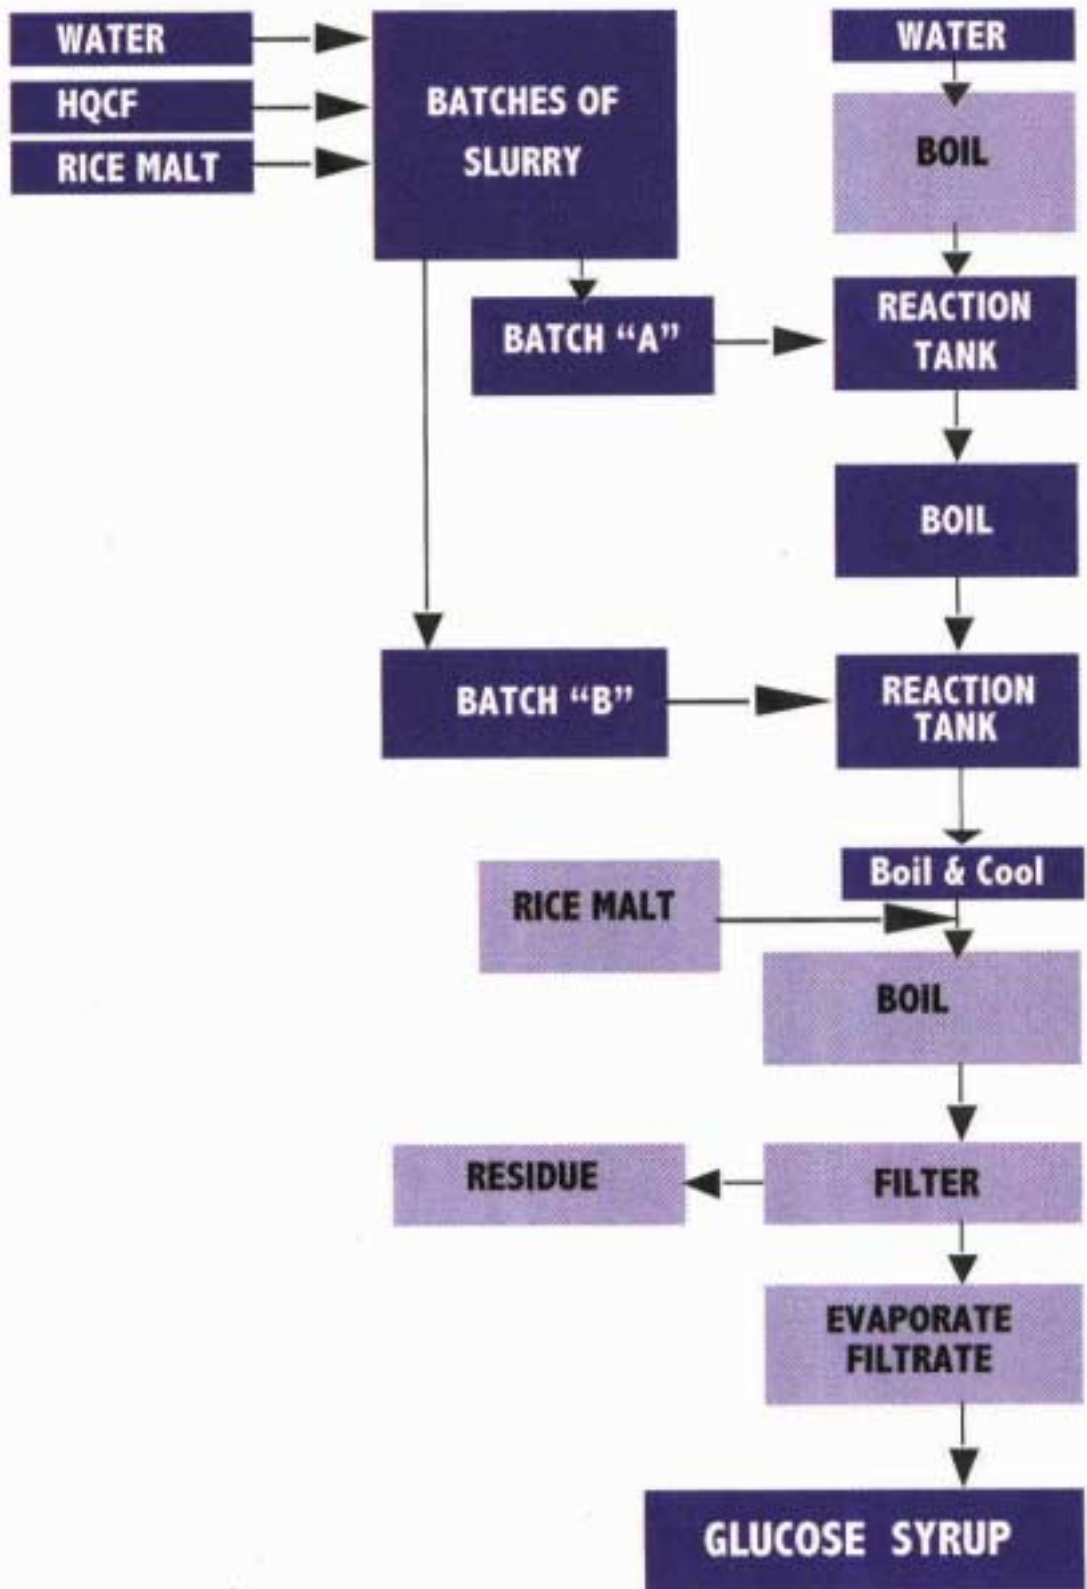 WATER
HQCF
RICE MALT
BATCHES OF
SLURRY
WATER
BOIL
BATCH “A”
REACTION
TANK
BOIL
BATCH “B”
REACTION
TANK
Boil & Cool
RICE MALT
BOIL
RESIDUE
FILTER
EVAPORATE
FILTRATE
GLUCOSE SYRUP